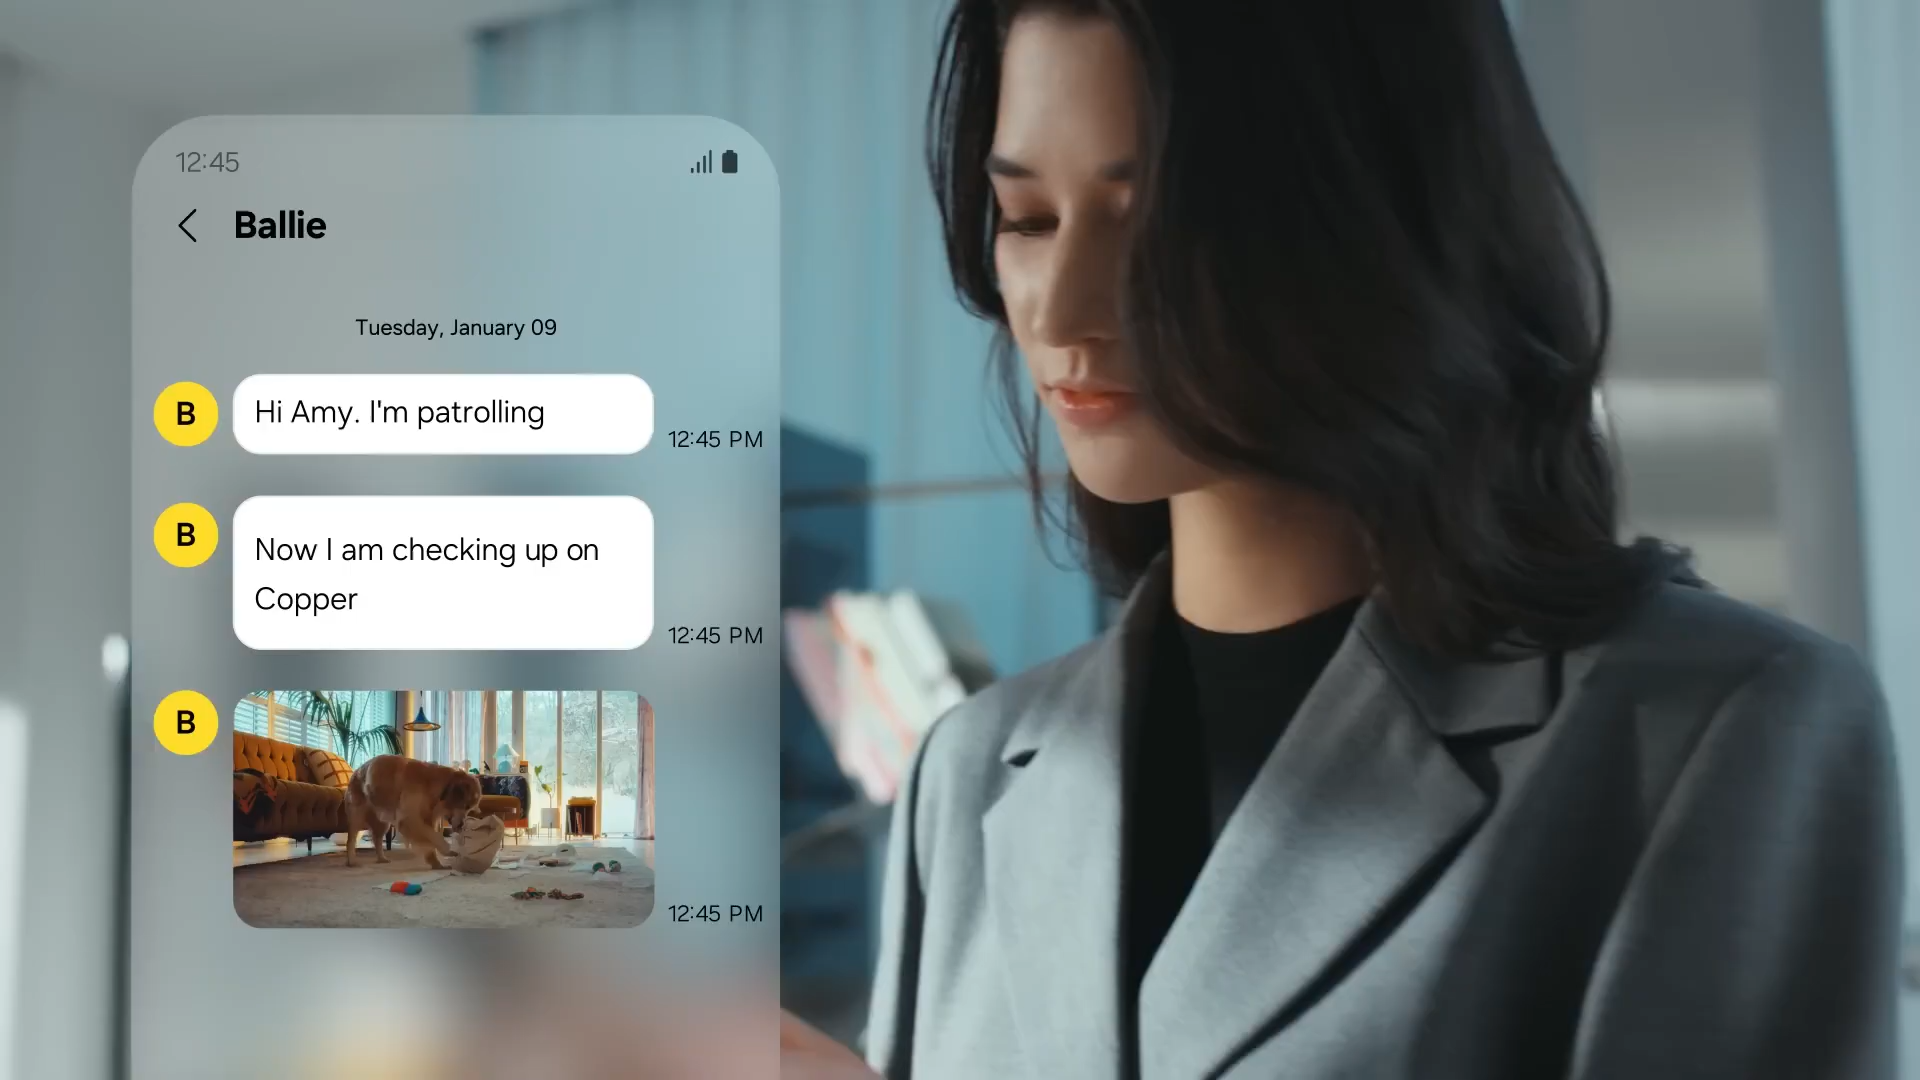 12:45
Ballie
Tuesday, January 09
B
Hi Amy. I'm patrolling
12:45 PM
B
Now I am checking up on
Copper
12:45 PM
B
12:45 PM